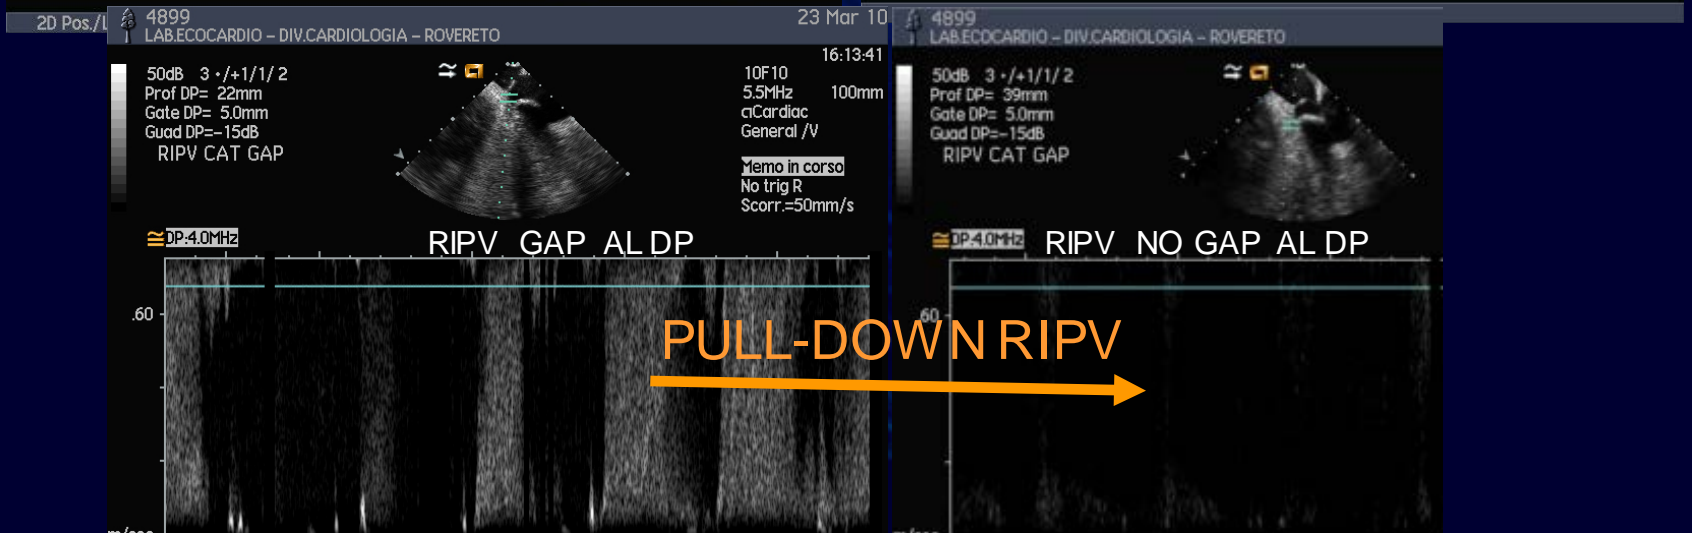 2D Pos./L
4899
23 Mar 10
LAB.ECOCARDIO – DIV.CARDIOLOGIA – ROVERETO
16:13:41
50dB 3 •/+1/1/ 2
Prof DP= 22mm
Gate DP= 5.0mm
Guad DP=–15dB
RIPV CAT GAP
10F10
5.5MHz 100mm
Cardiac
General /V
Memo in corso
No trig R
Scorr.=50mm/s
DP:4.0MHz
RIPV GAP AL DP
.60
4899
LAB.ECOCARDIO – DIV.CARDIOLOGIA – ROVERETO
50dB 3 •/+1/1/ 2
Prof DP= 39mm
Gate DP= 5.0mm
Guad DP=–15dB
RIPV CAT GAP
DP:4.0MHz
RIPV NO GAP AL DP
.60
PULL-DOWN RIPV